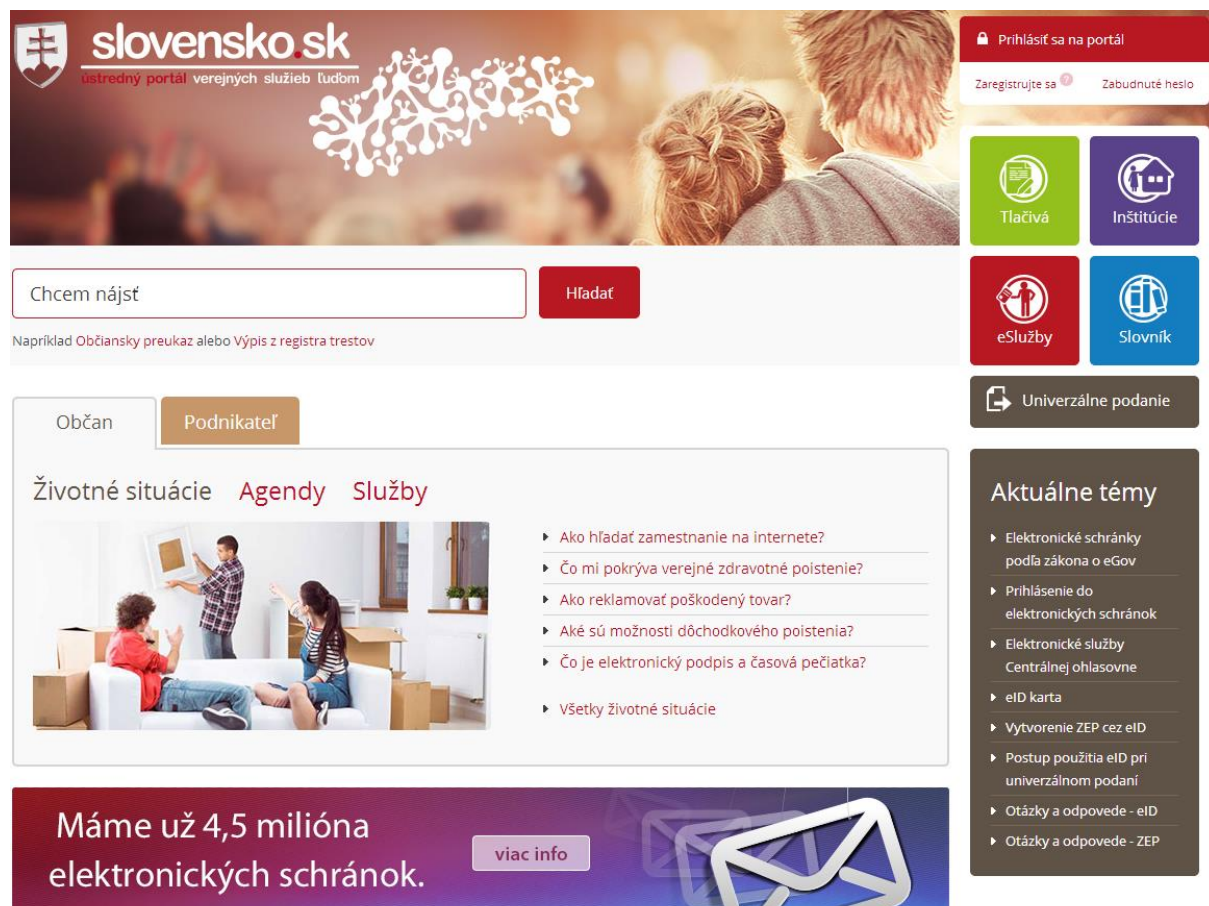 slovensko.sk
ústredný portál verejných služieb ľuďom
Prihlásiť sa na portál
Zaregistrujte sa ?
Zabudnuté heslo
Tlačivá
Inštitúcie
eSlužby
Slovník
Univerzálne podanie
Chcem nájsť
Hľadať
Napríklad Občiansky preukaz alebo Výpis z registra trestov
Občan
Podnikateľ
Životné situácie
Agendy
Služby
Ako hľadať zamestnanie na internete?
Čo mi pokrýva verejné zdravotné poistenie?
Ako reklamovať poškodený tovar?
Aké sú možnosti dôchodkového poistenia?
Čo je elektronický podpis a časová pečiatka?
Všetky životné situácie
Aktuálne témy
Elektronické schránky
podľa zákona o eGov
Prihlásenie do
elektronických schránok
Elektronické služby
Centrálnej ohlasovne
eID karta
Vytvorenie ZEP cez eID
Postup použitia eID pri
univerzálnom podaní
Otázky a odpovede - eID
Otázky a odpovede - ZEP
Máme už 4,5 milióna
elektronických schránok.
viac info